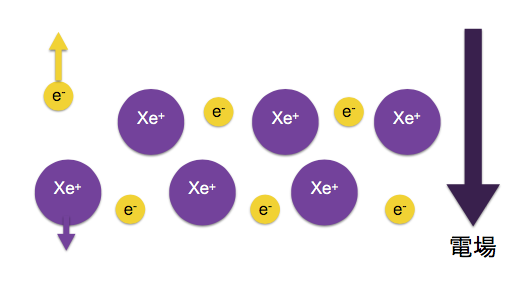 e⁻
Xe⁺ e⁻ Xe⁺ e⁻ Xe⁺
Xe⁺ Xe⁺ Xe⁺
e⁻ e⁻ e⁻
電場